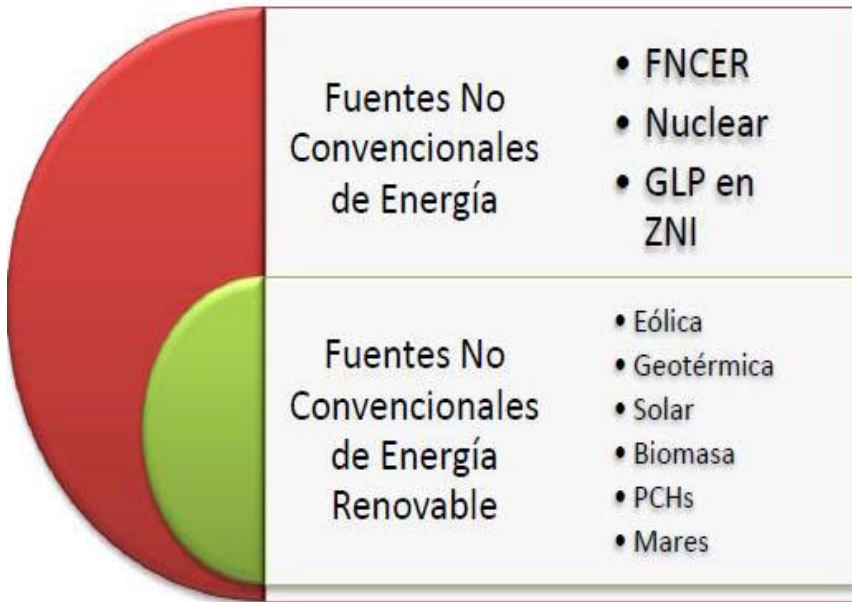 Fuentes No
Convencionales
de Energía
• FNCER
• Nuclear
• GLP en
ZNI
Fuentes No
Convencionales
de Energía
Renovable
• Eólica
• Geotérmica
• Solar
• Biomasa
• PCHs
• Mares